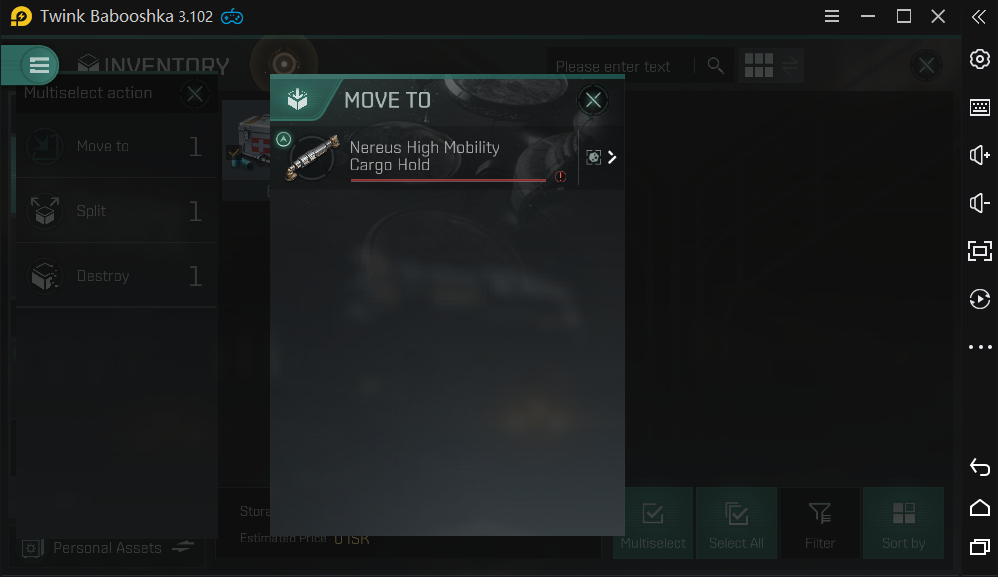 Twink Babooshka 3.102
INVENTORY
Please enter text
Multiselect action
MOVE TO
Move to 1
Nereus High Mobility
Cargo Hold
Split 1
Destroy 1
Estimated Price 0 ISK
Personal Assets
Multiselect
Select All
Filter
Sort by